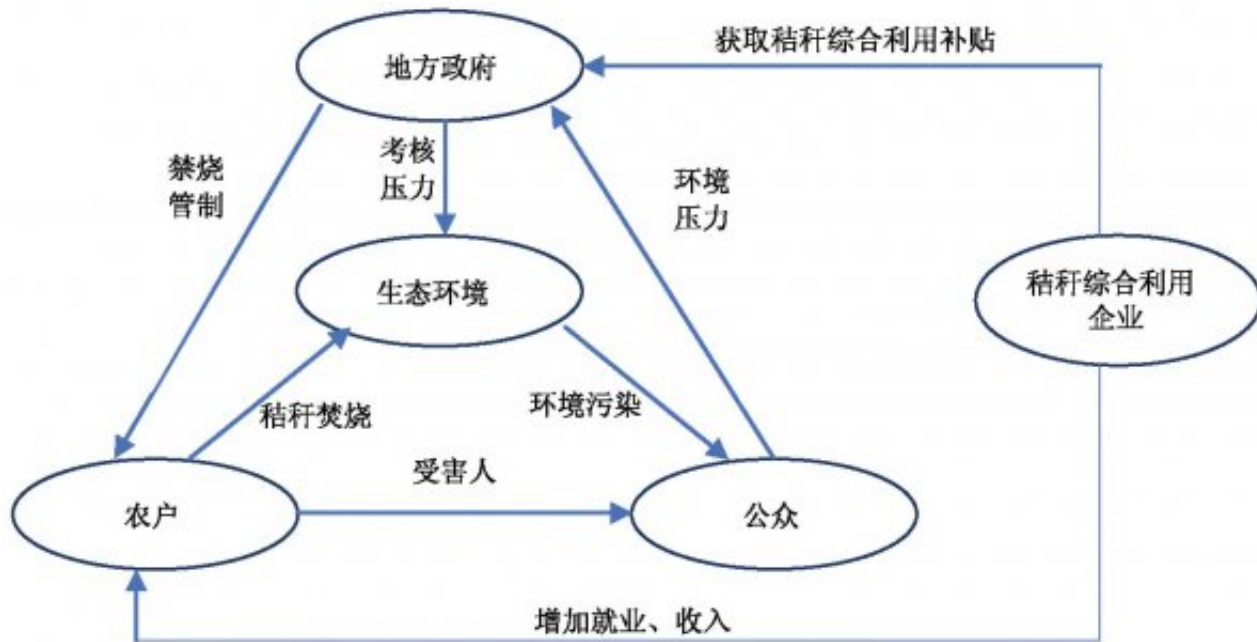 获取秸秆综合利用补贴
地方政府
禁烧
管制
考核
压力
环境
压力
生态环境
秸秆综合利用
企业
秸秆焚烧
环境污染
受害人
农户
公众
增加就业、收入